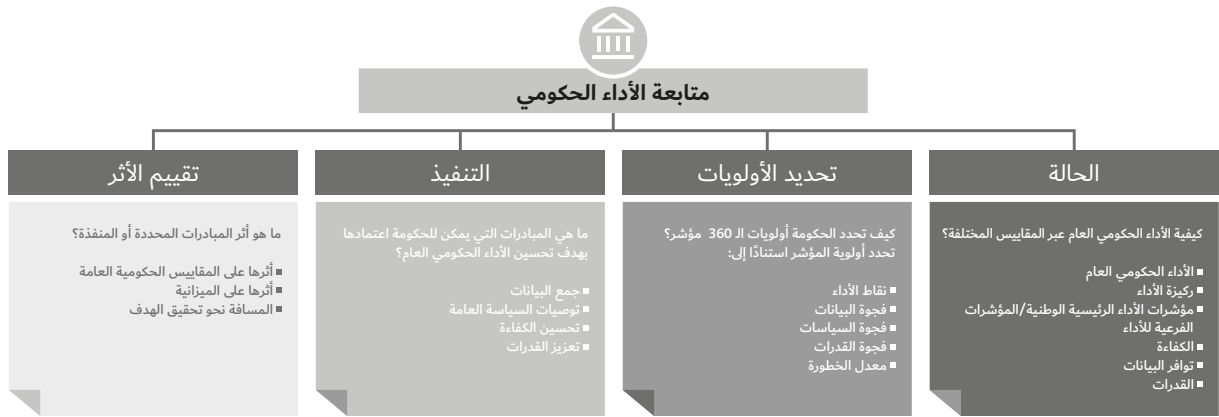 متابعة الأداء الحكومي
الحالة
كيفية الأداء الحكومي العام عبر المقاييس المختلفة؟
■ الأداء الحكومي العام
■ ركيزة الأداء
■ مؤشرات الأداء الرئيسية الوطنية/المؤشرات
الفرعية للأداء
■ الكفاءة
■ توافر البيانات
■ القدرات
تحديد الأولويات
كيف تحدد الحكومة أولويات الـ 360 مؤشر؟
تحدد أولوية المؤشر استنادًا إلى:
■ نقاط الأداء
■ فجوة البيانات
■ فجوة السياسات
■ فجوة القدرات
■ معدل الخطورة
التنفيذ
ما هي المبادرات التي يمكن للحكومة اعتمادها
بهدف تحسين الأداء الحكومي العام؟
■ جمع البيانات
■ توصيات السياسة العامة
■ تحسين الكفاءة
■ تعزيز القدرات
تقييم الأثر
ما هو أثر المبادرات المحددة أو المنفذة؟
■ أثرها على المقاييس الحكومية العامة
■ أثرها على الميزانية
■ المسافة نحو تحقيق الهدف